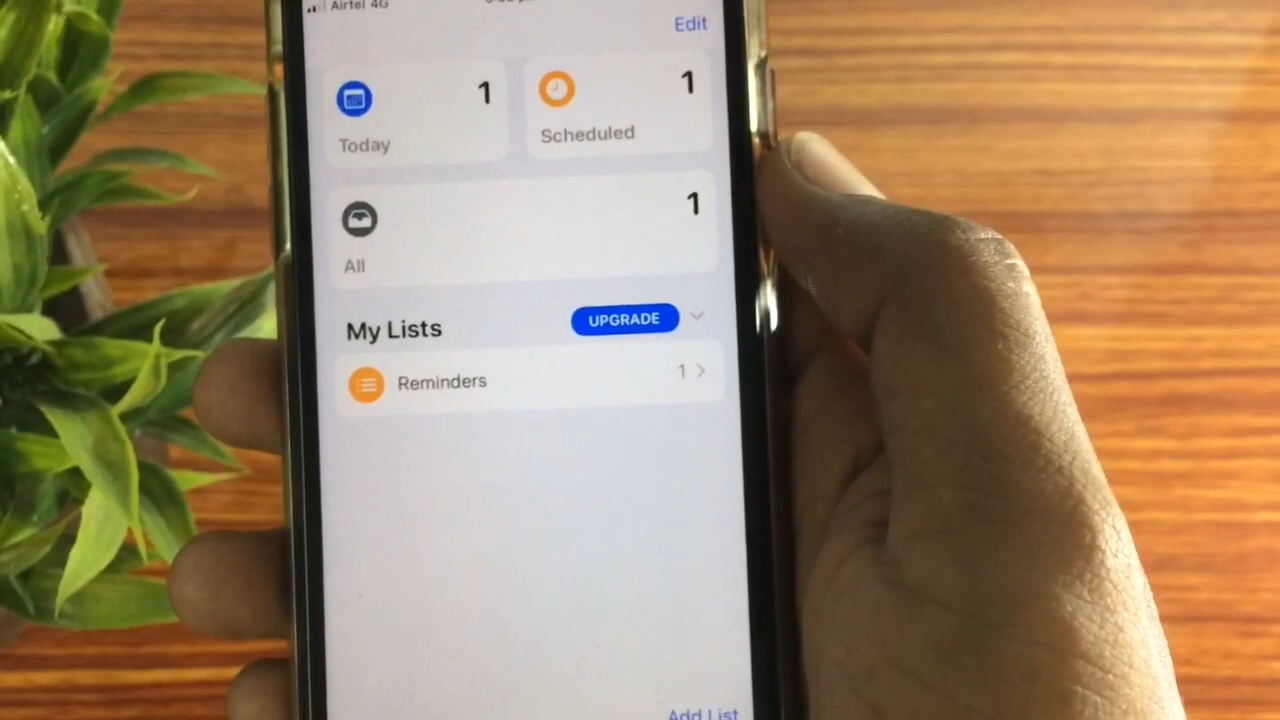 Airtel 4G
Edit
1
1
Today
Scheduled
1
All
My Lists
UPGRADE
Reminders
1
Add List